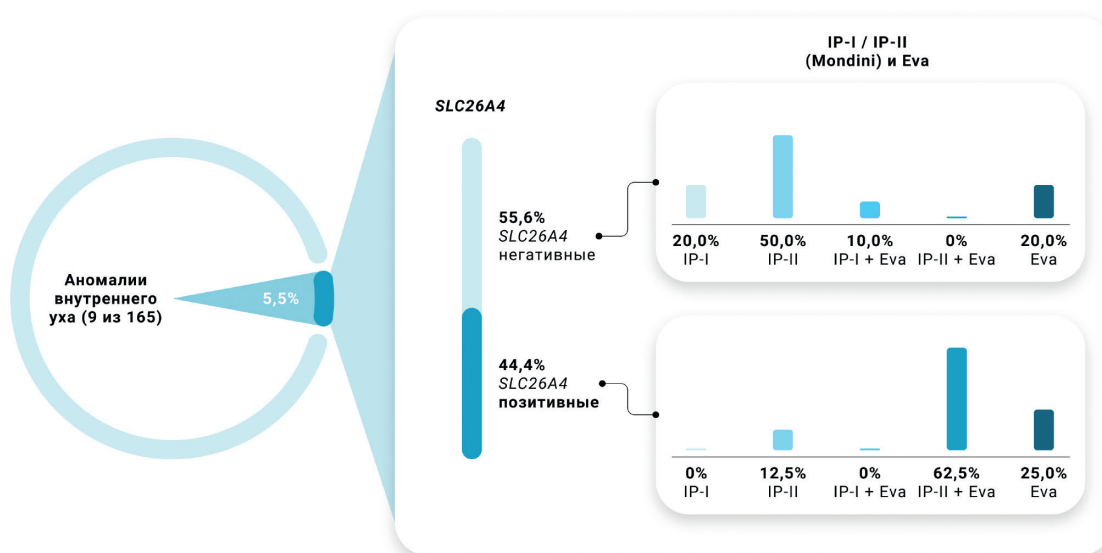 IP-I / IP-II
(Mondini) и Eva
SLC26A4
Аномалии
внутреннего
уха (9 из 165)
5,5%
55,6%
SLC26A4
негативные
20,0% 50,0% 10,0% 0% 20,0%
IP-I IP-II IP-I + Eva IP-II + Eva Eva
44,4%
SLC26A4
позитивные
0% 12,5% 0% 62,5% 25,0%
IP-I IP-II IP-I + Eva IP-II + Eva Eva